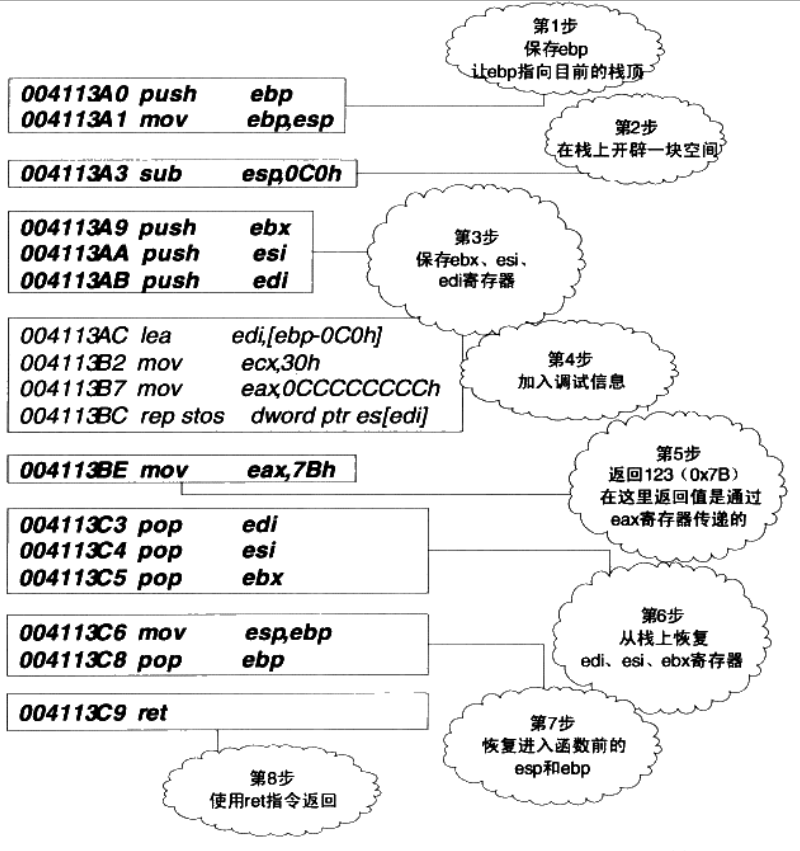 第1步
保存ebp
让ebp指向目前的栈顶
004113A0 push ebp
004113A1 mov ebp,esp
第2步
在栈上开辟一块空间
004113A3 sub esp,0C0h
004113A9 push ebx
004113AA push esi
004113AB push edi
第3步
保存ebx、esi、
edi寄存器
004113AC lea edi,[ebp-0C0h]
004113B2 mov ecx,30h
004113B7 mov eax,0CCCCCCCCh
004113BC rep stos dword ptr es[edi]
第4步
加入调试信息
004113BE mov eax,7Bh
第5步
返回123（0x7B）
在这里返回值是通过
eax寄存器传递的
004113C3 pop edi
004113C4 pop esi
004113C5 pop ebx
第6步
从栈上恢复
edi、esi、ebx寄存器
004113C6 mov esp,ebp
004113C8 pop ebp
004113C9 ret
第7步
恢复进入函数前的
esp和ebp
第8步
使用ret指令返回